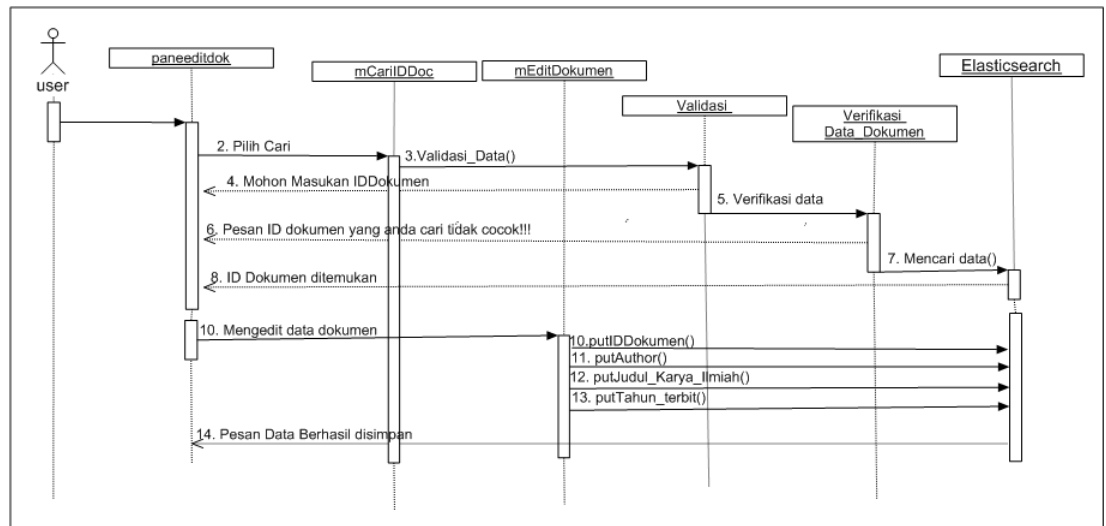 user
paneeditdok
mCariIDDoc
mEditDokumen
Validasi
Verifikasi
Data_Dokumen
Elasticsearch
2. Pilih Cari
3.Validasi_Data()
4. Mohon Masukan IDDokumen
5. Verifikasi data
6. Pesan ID dokumen yang anda cari tidak cocok!!!
7. Mencari data()
8. ID Dokumen ditemukan
10. Mengedit data dokumen
10.putIDDokumen()
11. putAuthor()
12. putJudul_Karya_Ilmiah()
13. putTahun_terbit()
14. Pesan Data Berhasil disimpan